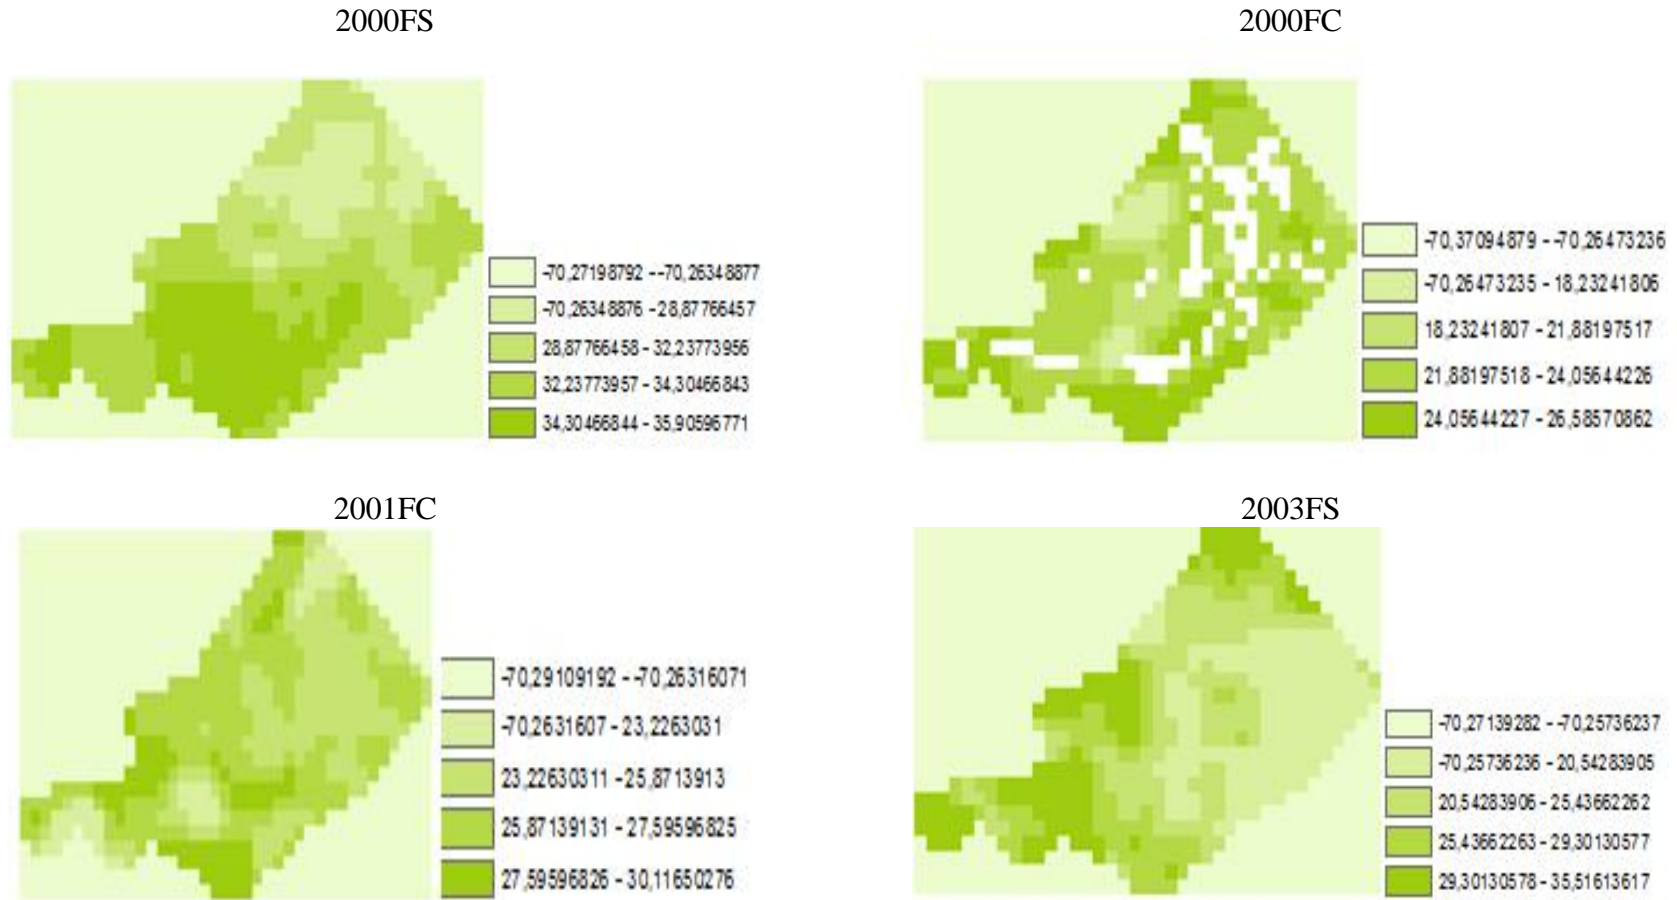 2000FS
2000FC
-70,27198792 - -70,26348877
-70,26348876 - 28,87766457
28,87766458 - 32,23773956
32,23773957 - 34,30466843
34,30466844 - 35,90596771
-70,37094879 - -70,26473236
-70,26473235 - 18,23241806
18,23241807 - 21,88197517
21,88197518 - 24,05644226
24,05644227 - 26,58570862
2001FC
2003FS
-70,29109192 - -70,26316071
-70,2631607 - 23,2263031
23,22630311 - 25,8713913
25,87139131 - 27,59596825
27,59596826 - 30,11650276
-70,27139282 - -70,25736237
-70,25736236 - 20,54283905
20,54283906 - 25,43662262
25,43662263 - 29,30130577
29,30130578 - 35,51613617